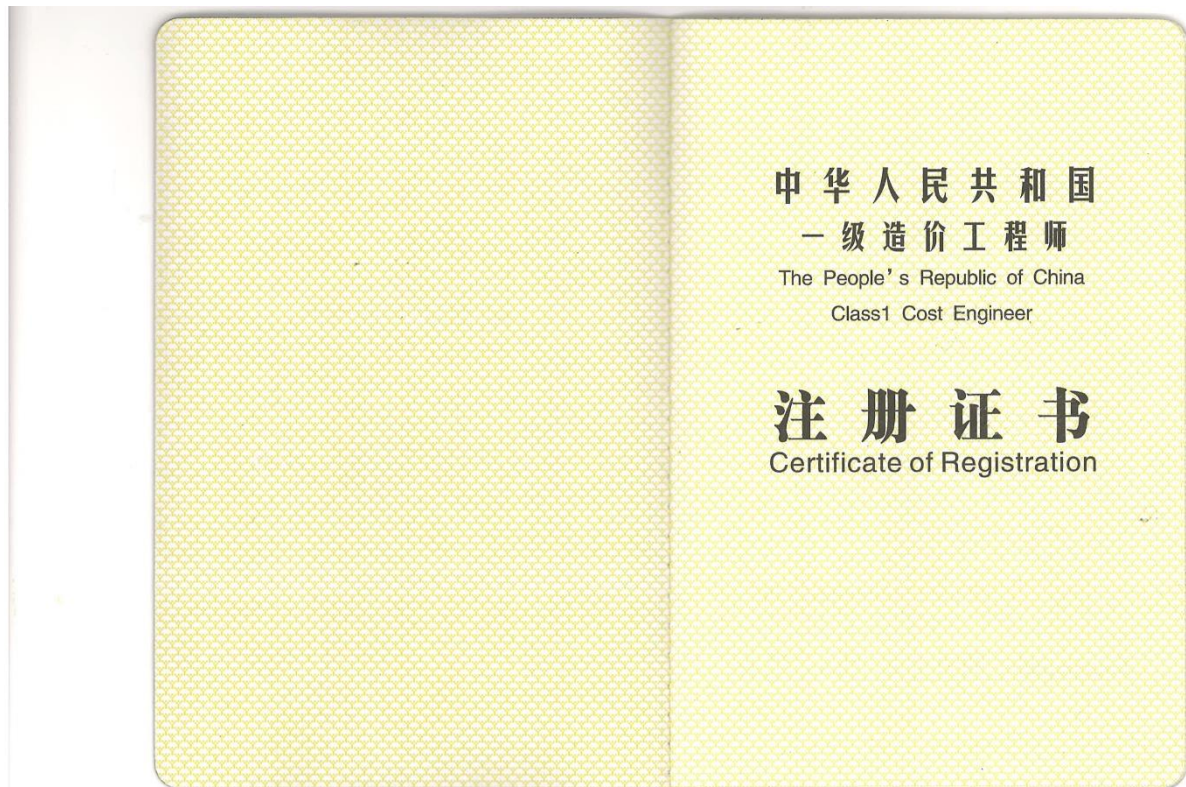 中华人民共和国
一级造价工程师
The People's Republic of China
Class1 Cost Engineer
注册证书
Certificate of Registration